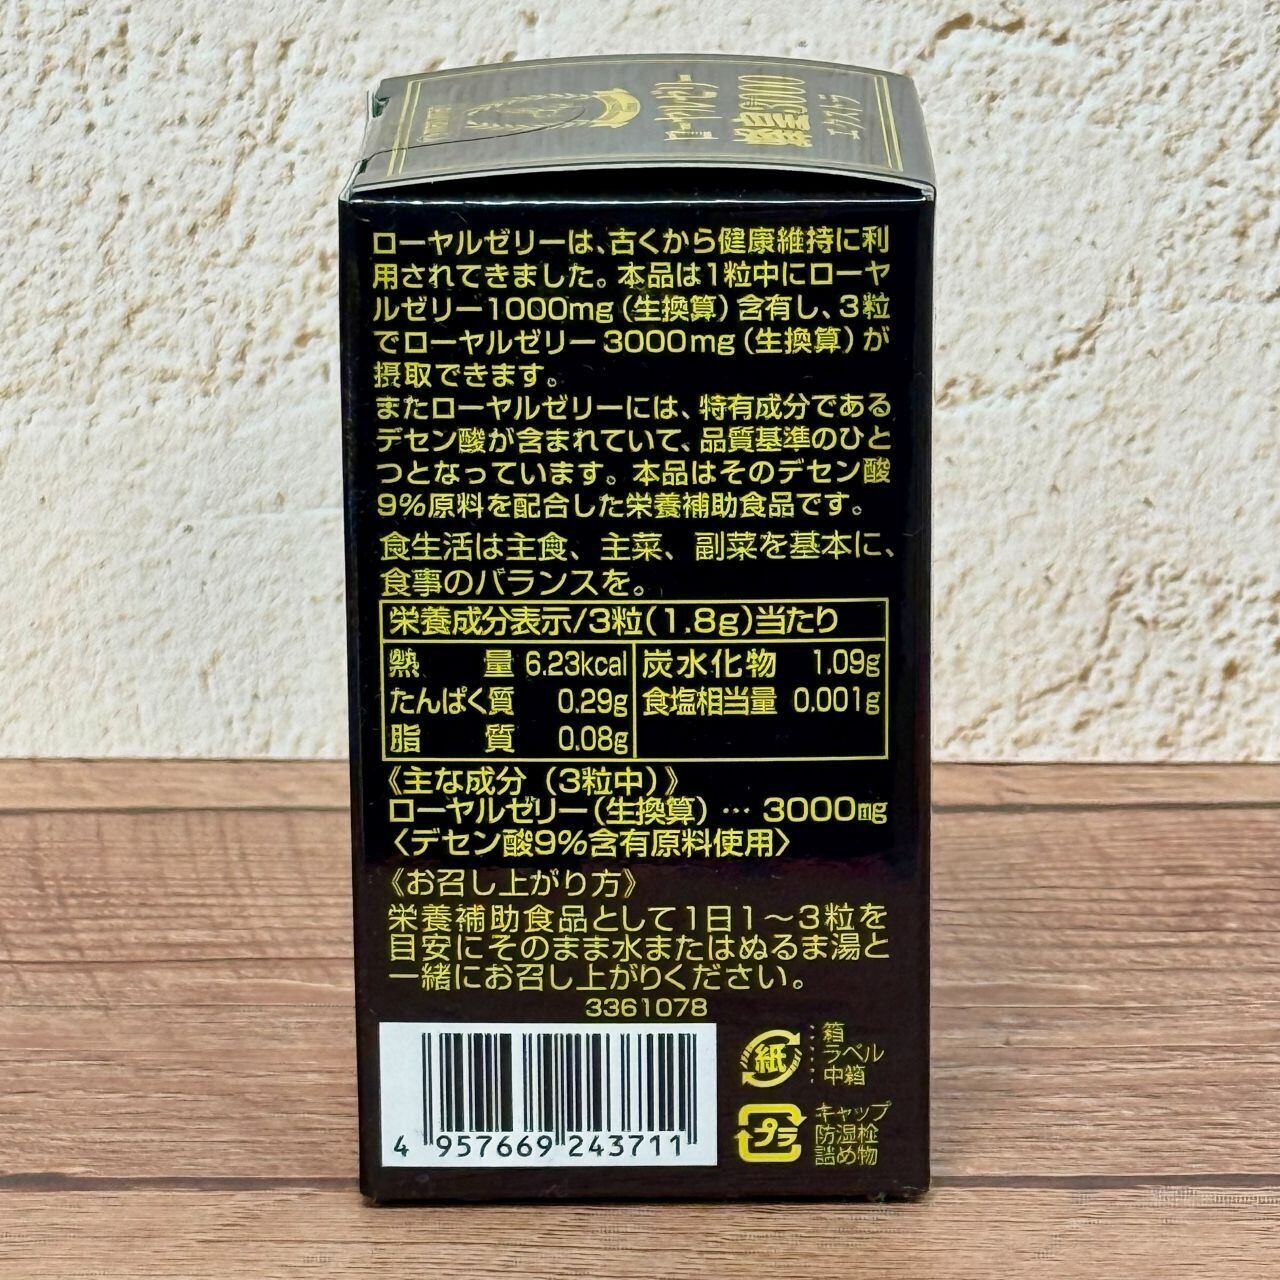 ローヤルゼリー
3000
エクストラ
ローヤルゼリーは、古くから健康維持に利
用されてきました。本品は1粒中にローヤ
ルゼリー1000mg（生換算）含有し、3粒
でローヤルゼリー3000mg（生換算）が
摂取できます。
またローヤルゼリーには、特有成分である
デセン酸が含まれていて、品質基準のひと
つとなっています。本品はそのデセン酸
9%原料を配合した栄養補助食品です。
食生活は主食、主菜、副菜を基本に、
食事のバランスを。
栄養成分表示/3粒(1.8g)当たり
熱量 6.23kcal 炭水化物 1.09g
たんぱく質 0.29g 食塩相当量 0.001g
脂質 0.08g
《主な成分（3粒中）》
ローヤルゼリー（生換算）… 3000mg
〈デセン酸9%含有原料使用〉
《お召し上がり方》
栄養補助食品として1日1～3粒を
目安にそのまま水またはぬるま湯と
一緒にお召し上がりください。
3361078
4 957669 243711
紙 : 箱
: ラベル
: 中箱
プラ キャップ
防湿栓
詰め物